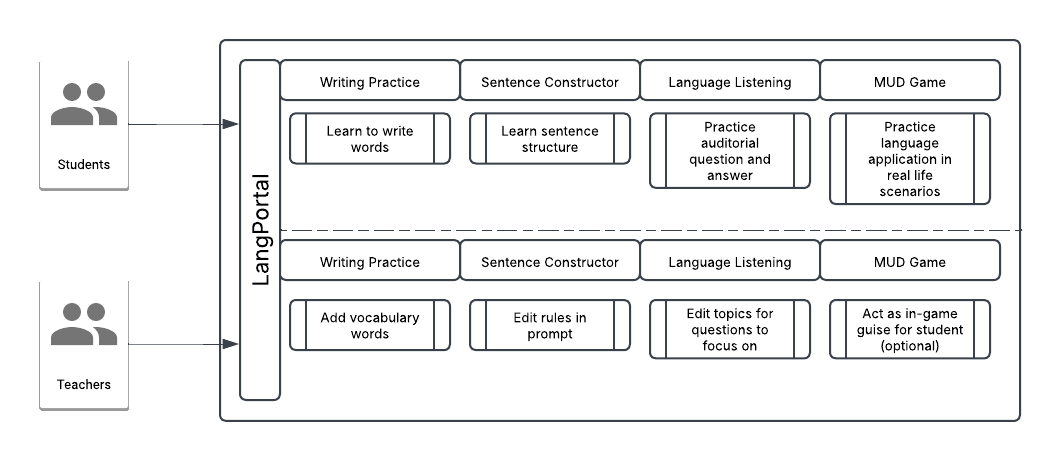 Students
LangPortal
Writing Practice
Sentence Constructor
Language Listening
MUD Game
Learn to write
words
Learn sentence
structure
Practice
auditorial
question and
answer
Practice
language
application in
real life
scenarios
Teachers
Writing Practice
Sentence Constructor
Language Listening
MUD Game
Add vocabulary
words
Edit rules in
prompt
Edit topics for
questions to
focus on
Act as in-game
guise for student
(optional)